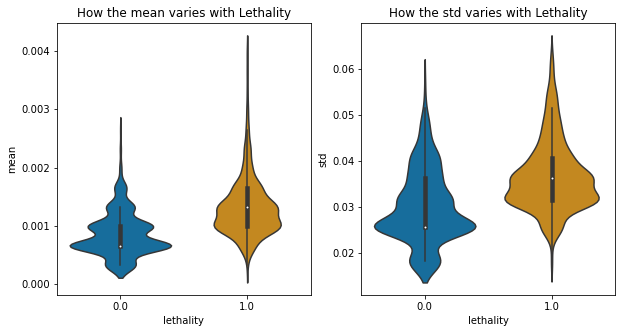 How the mean varies with Lethality
mean
0.004
0.003
0.002
0.001
0.000
0.0
1.0
lethality
How the std varies with Lethality
std
0.06
0.05
0.04
0.03
0.02
0.0
1.0
lethality